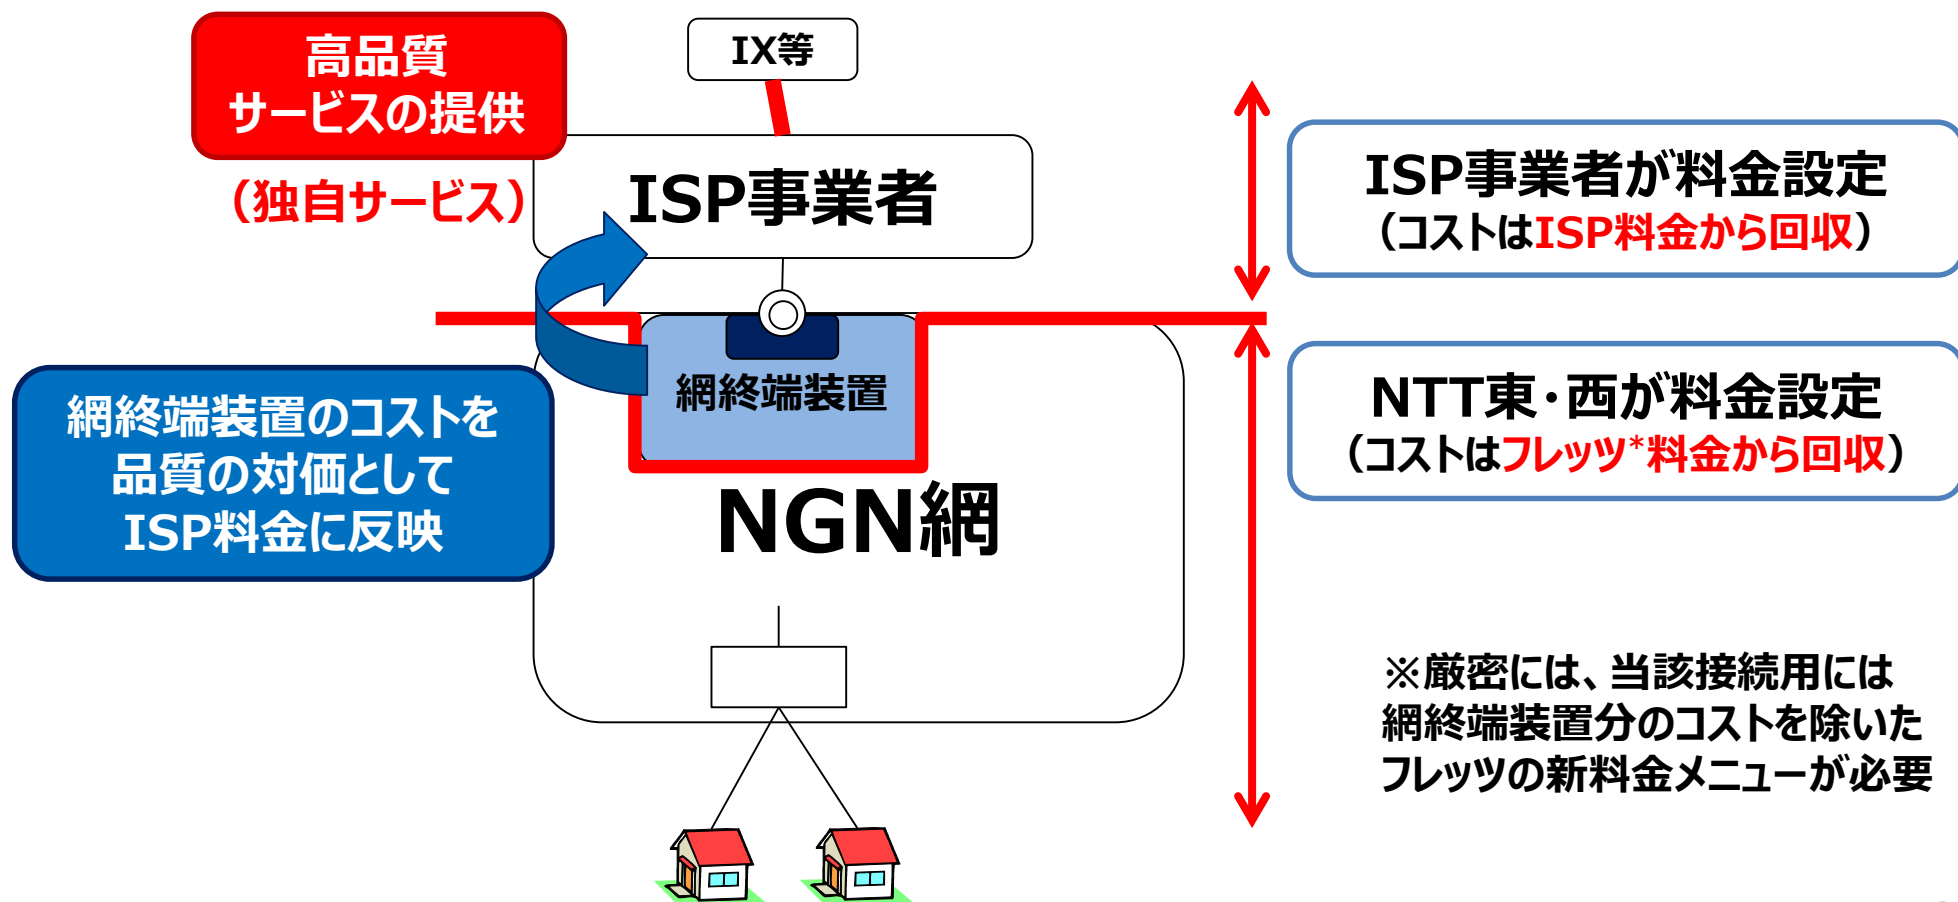 高品質
サービスの提供
（独自サービス）
IX等
ISP事業者
ISP事業者が料金設定
（コストはISP料金から回収）
網終端装置
網終端装置のコストを
品質の対価として
ISP料金に反映
NTT東・西が料金設定
（コストはフレッツ*料金から回収）
NGN網
※厳密には、当該接続用には
網終端装置分のコストを除いた
フレッツの新料金メニューが必要